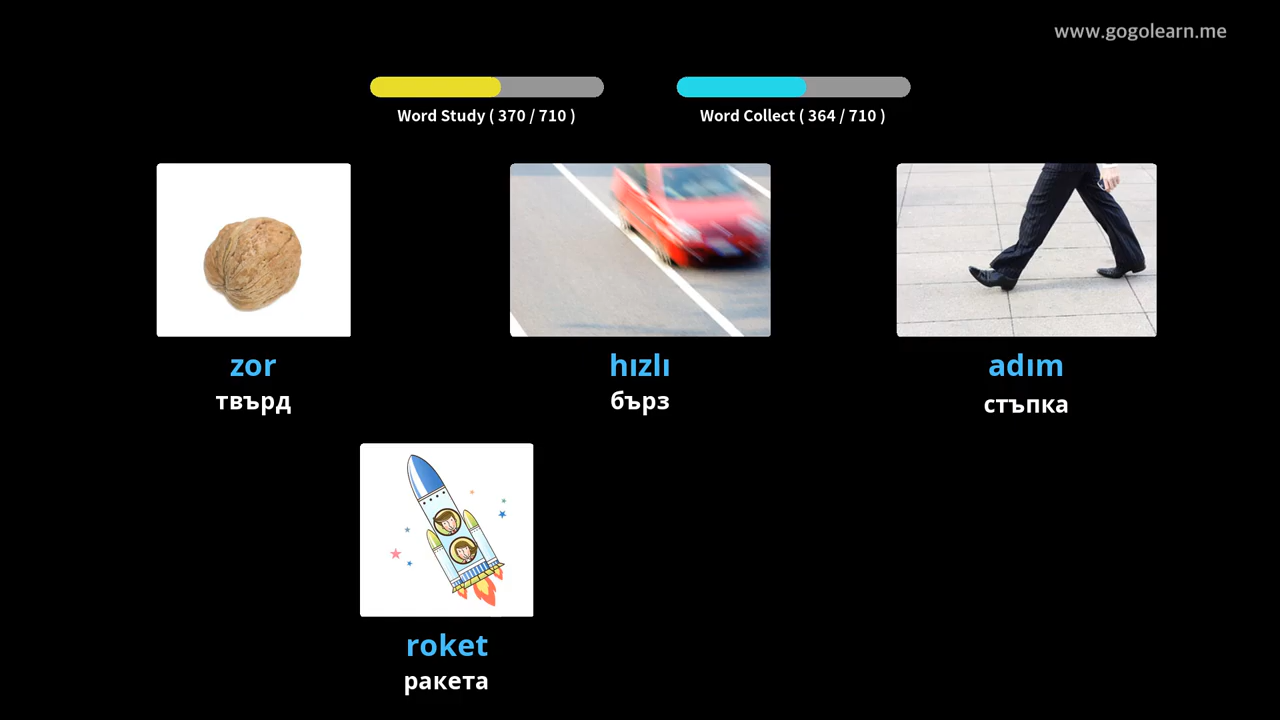 www.gogolearn.me
Word Study ( 370 / 710 )
Word Collect ( 364 / 710 )
zor
твърд
hızlı
бърз
adım
стъпка
roket
ракета